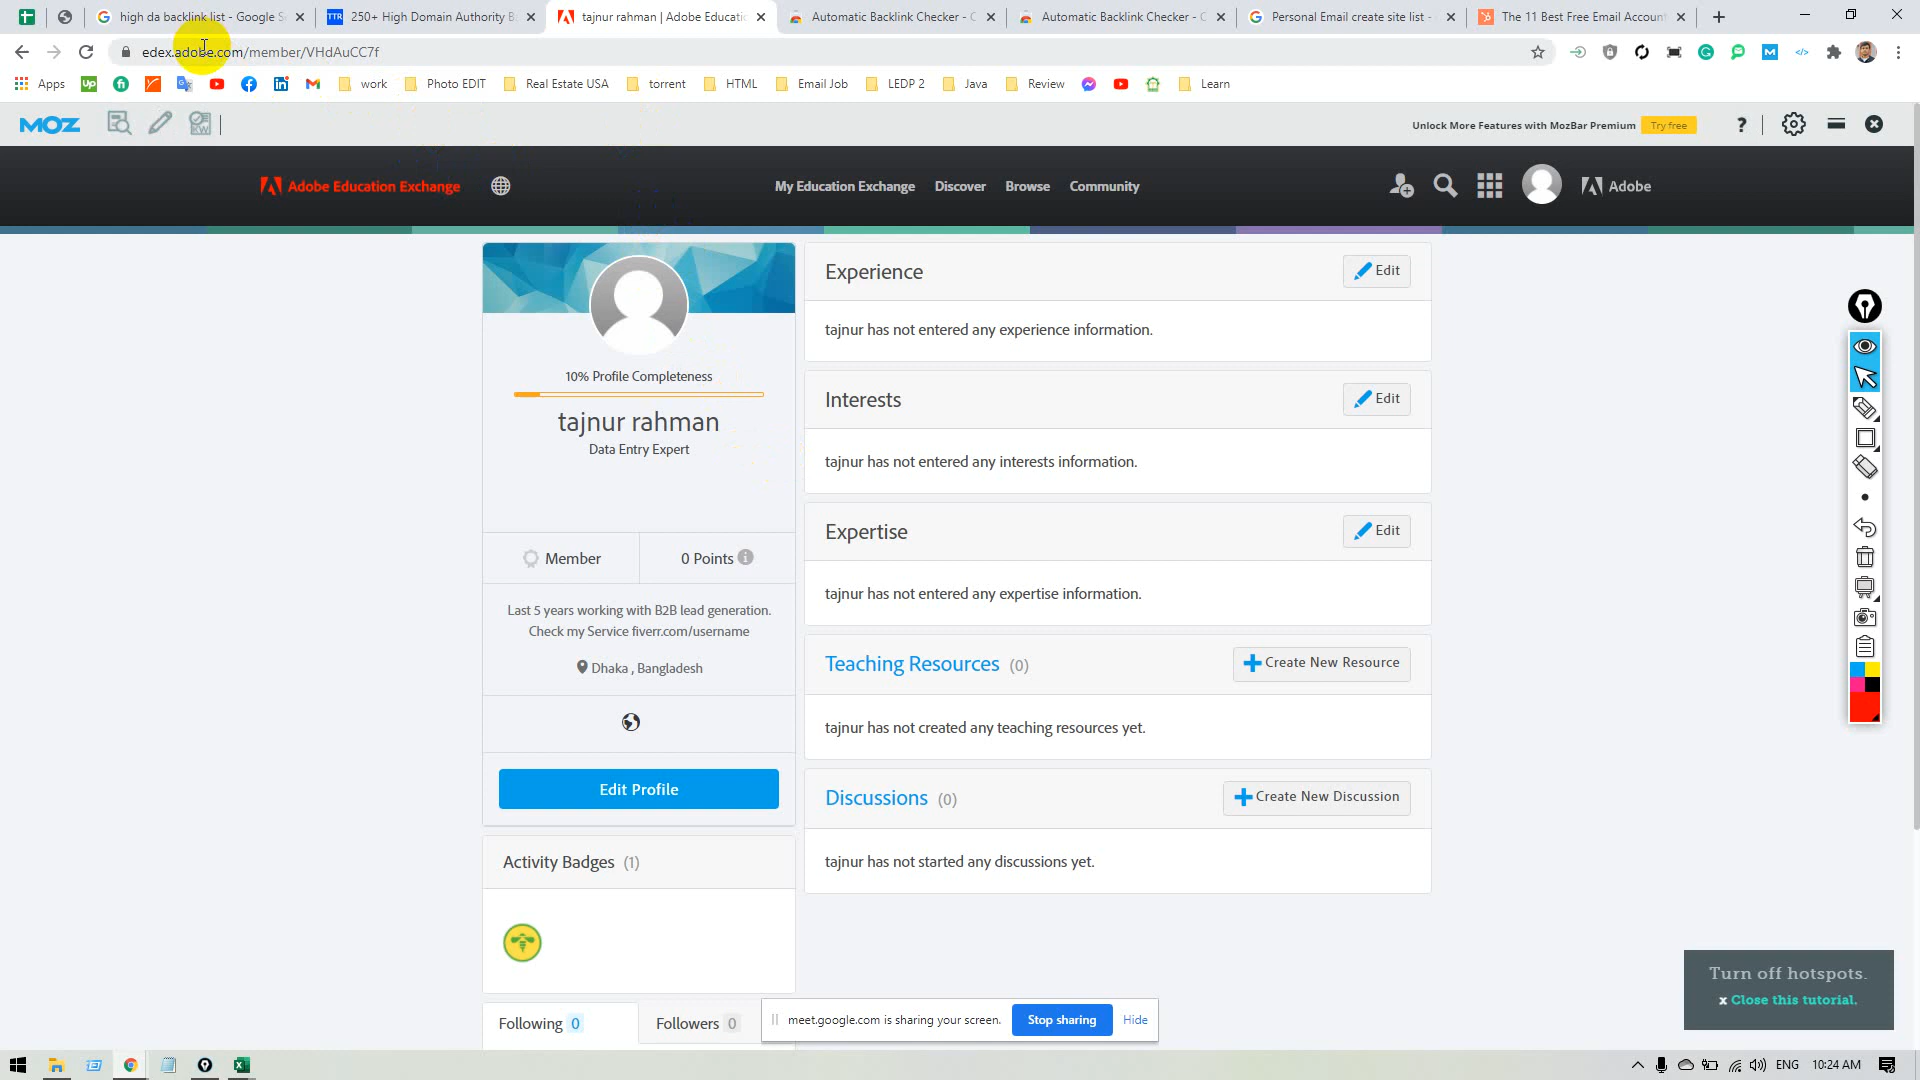 high da backlink list - Google S
250+ High Domain Authority B
tajnur rahman | Adobe Educatio
Automatic Backlink Checker - C
Automatic Backlink Checker - C
Personal Email create site list -
The 11 Best Free Email Account
edex.adobe.com/member/VHdAuCC7f
Apps
Up
work
Photo EDIT
Real Estate USA
torrent
HTML
Email Job
LEDP 2
Java
Review
Learn
MOZ
Unlock More Features with MozBar Premium
Try free
?
Adobe Education Exchange
My Education Exchange
Discover
Browse
Community
Adobe
10% Profile Completeness
tajnur rahman
Data Entry Expert
Member
0 Points
Last 5 years working with B2B lead generation.
Check my Service fiverr.com/username
Dhaka , Bangladesh
Edit Profile
Activity Badges (1)
Following 0
Followers 0
Experience
Edit
tajnur has not entered any experience information.
Interests
Edit
tajnur has not entered any interests information.
Expertise
Edit
tajnur has not entered any expertise information.
Teaching Resources (0)
Create New Resource
tajnur has not created any teaching resources yet.
Discussions (0)
Create New Discussion
tajnur has not started any discussions yet.
Turn off hotspots.
x Close this tutorial.
meet.google.com is sharing your screen.
Stop sharing
Hide
ENG
10:24 AM